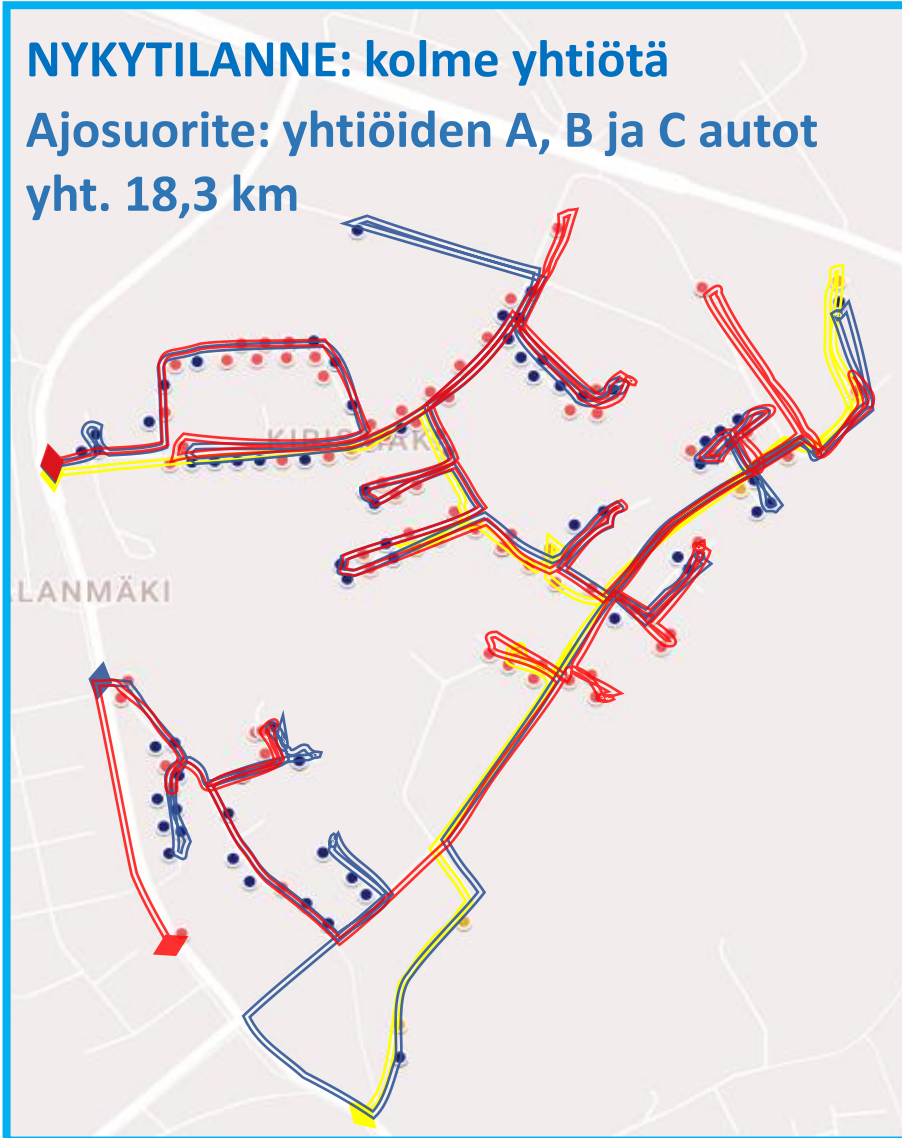 NYKYTILANNE: kolme yhtiötä
Ajosuorite: yhtiöiden A, B ja C autot
yht. 18,3 km
LANMÄKI